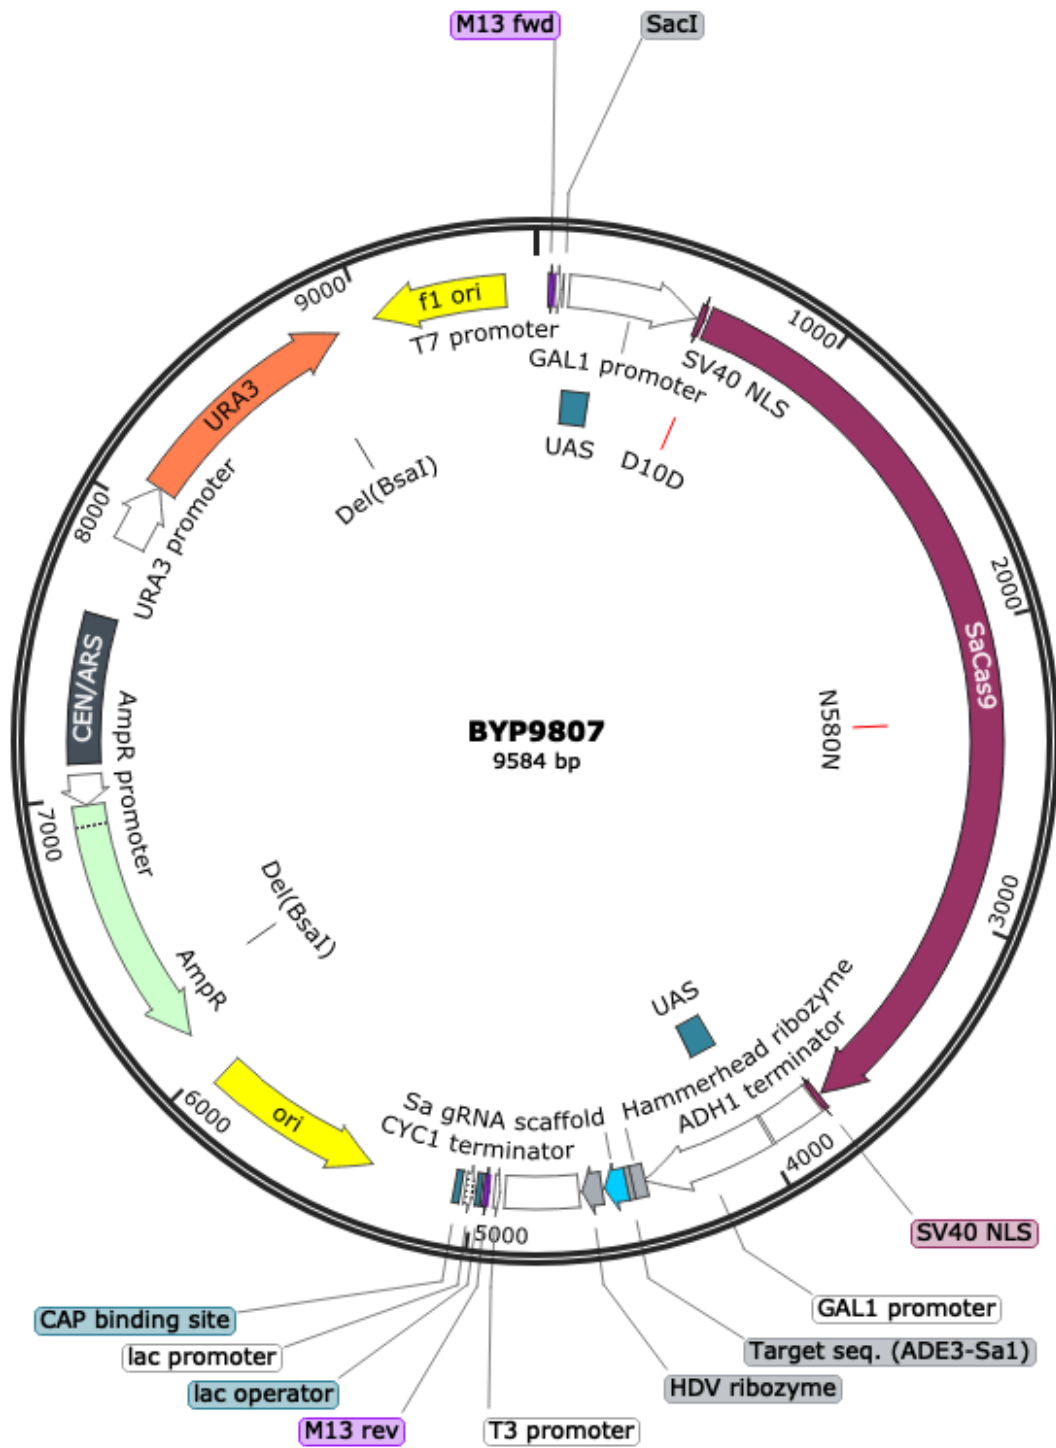 M13 fwd
SacI
9000
f1 ori
T7 promoter
GAL1 promoter
SV40 NLS
1000
URA3
UAS
D10D
Del(BsaI)
8000
URA3 promoter
2000
SaCas9
CEN/ARS
AmpR promoter
BYP9807
9584 bp
N580N
7000
Del(BsaI)
3000
AmpR
UAS
Hammerhead ribozyme
ADH1 terminator
6000
ori
Sa gRNA scaffold
CYC1 terminator
4000
5000
SV40 NLS
GAL1 promoter
CAP binding site
Target seq. (ADE3-Sa1)
lac promoter
HDV ribozyme
lac operator
M13 rev
T3 promoter